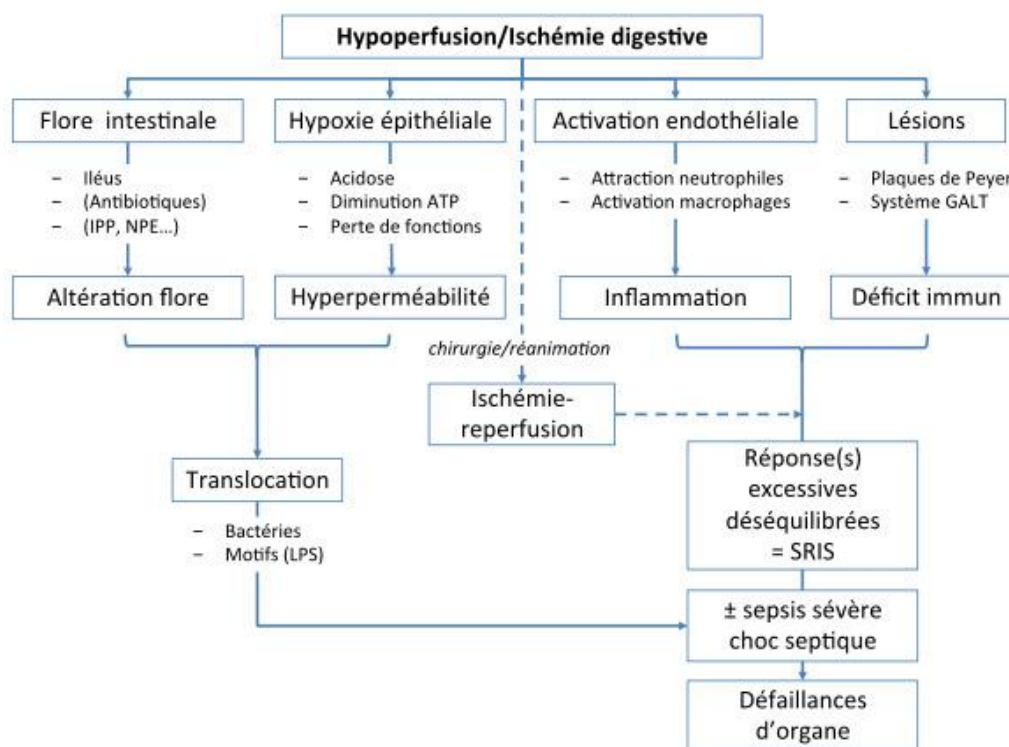 Hypoperfusion/Ischémie digestive
Flore intestinale
Hypoxie épithéliale
Activation endothéliale
Lésions
– Iléus
– (Antibiotiques)
– (IPP, NPE...)
– Acidose
– Diminution ATP
– Perte de fonctions
– Attraction neutrophiles
– Activation macrophages
– Plaques de Peyer
– Système GALT
Altération flore
Hyperperméabilité
Inflammation
Déficit immun
chirurgie/réanimation
Ischémie-
reperfusion
Translocation
– Bactéries
– Motifs (LPS)
Réponse(s)
excessives
déséquilibrées
= SRIS
± sepsis sévère
choc septique
Défaillances
d’organe